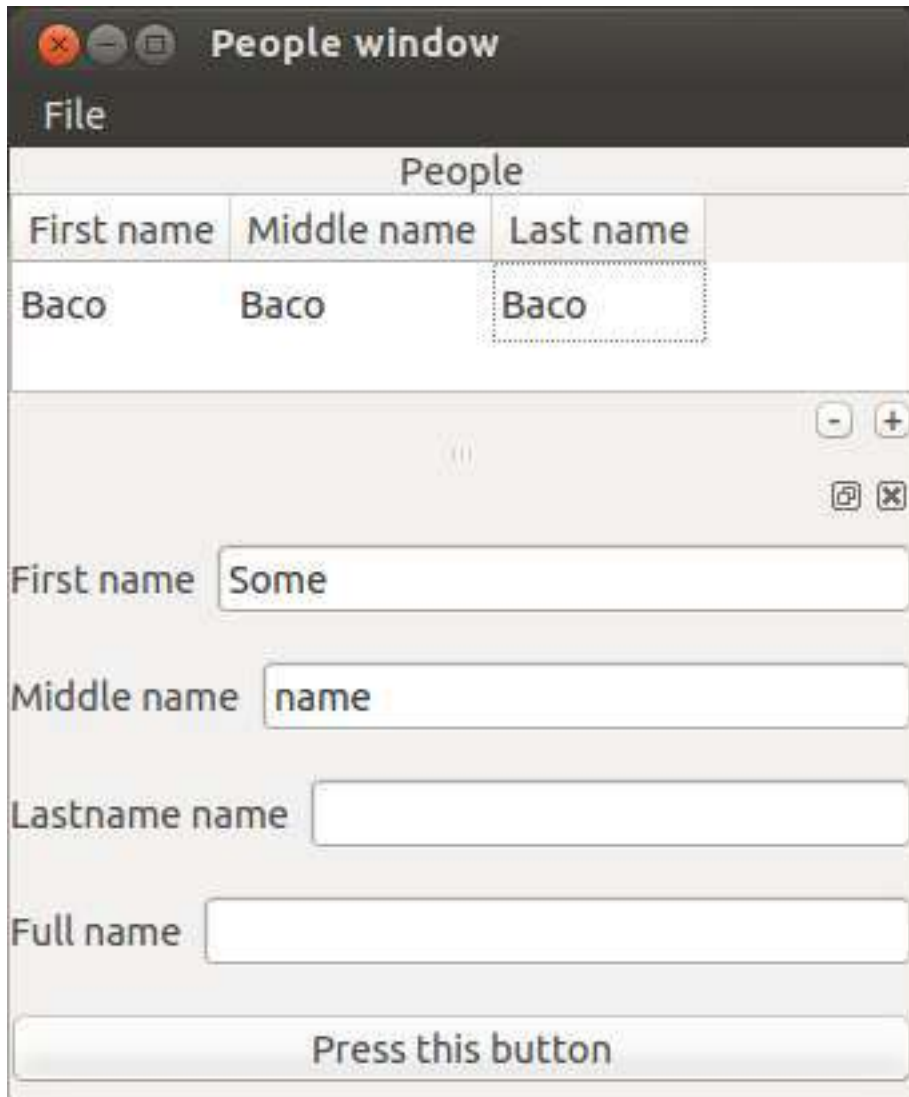 People window
File
People
First name Middle name Last name
Baco Baco Baco
- +
First name Some
Middle name name
Lastname name
Full name
Press this button